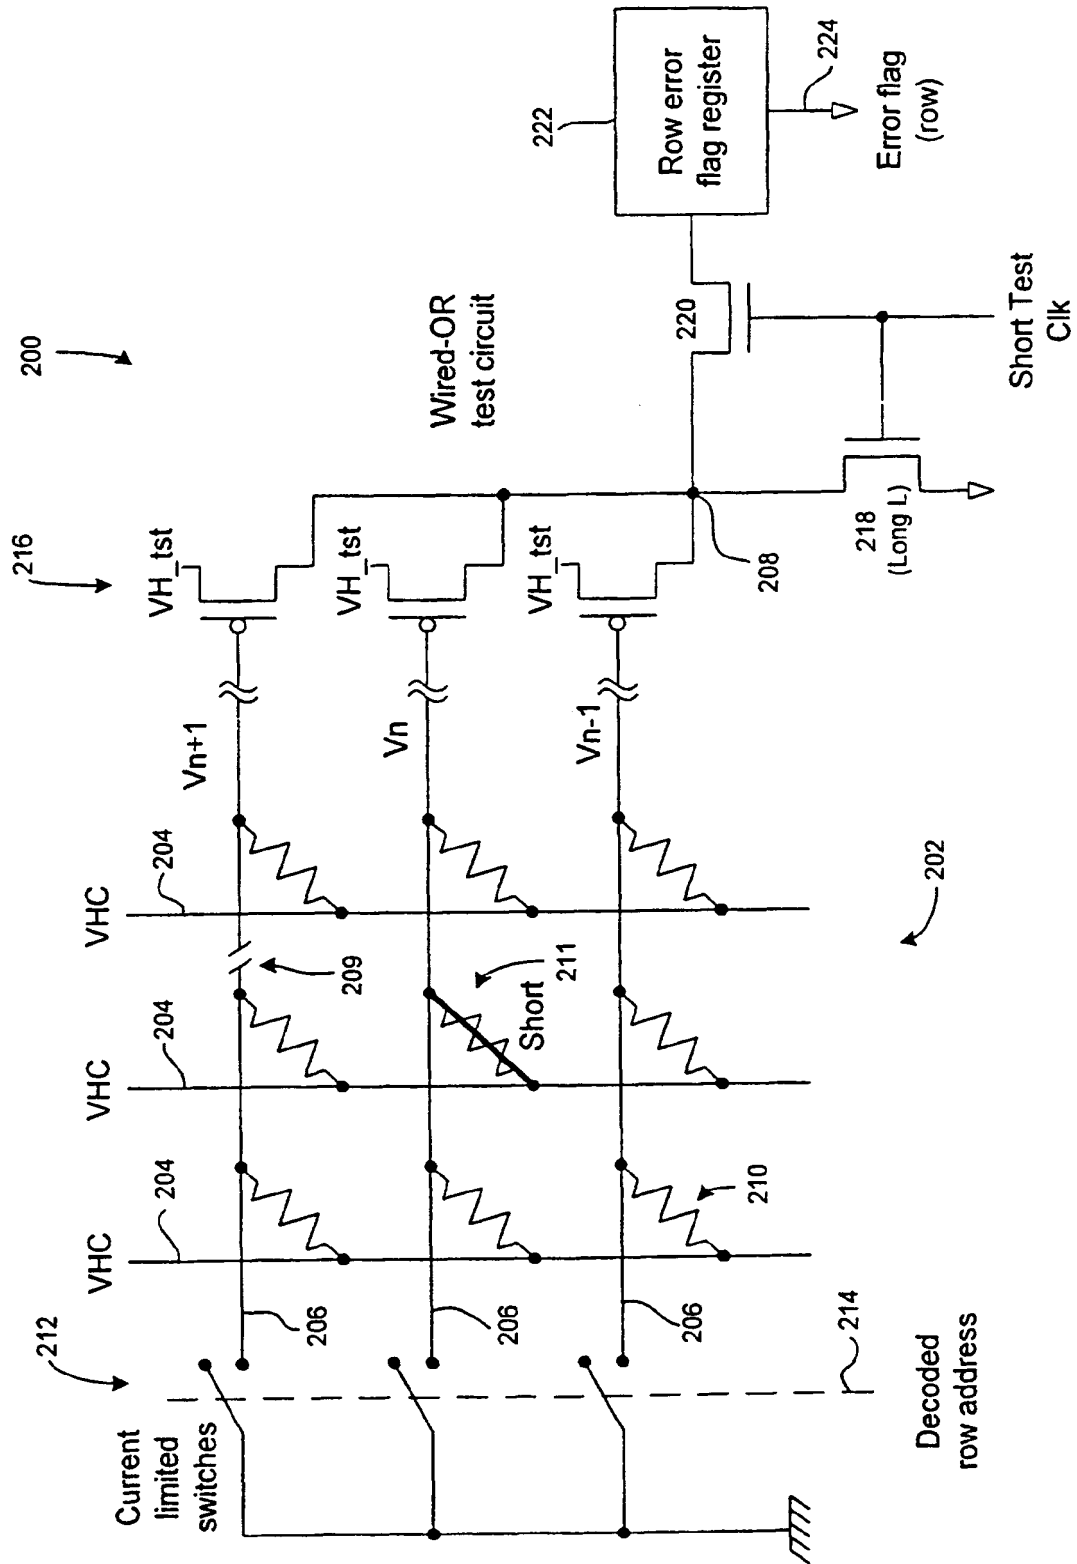 200
216
212
Current
limited
switches
VHC
204
VHC
204
VHC
204
206
206
206
209
Short
211
210
202
214
Decoded
row address
Vn+1
Vn
Vn-1
VH_tst
VH_tst
VH_tst
Wired-OR
test circuit
208
218
(Long L)
220
Short Test
Clk
222
Row error
flag register
224
Error flag
(row)